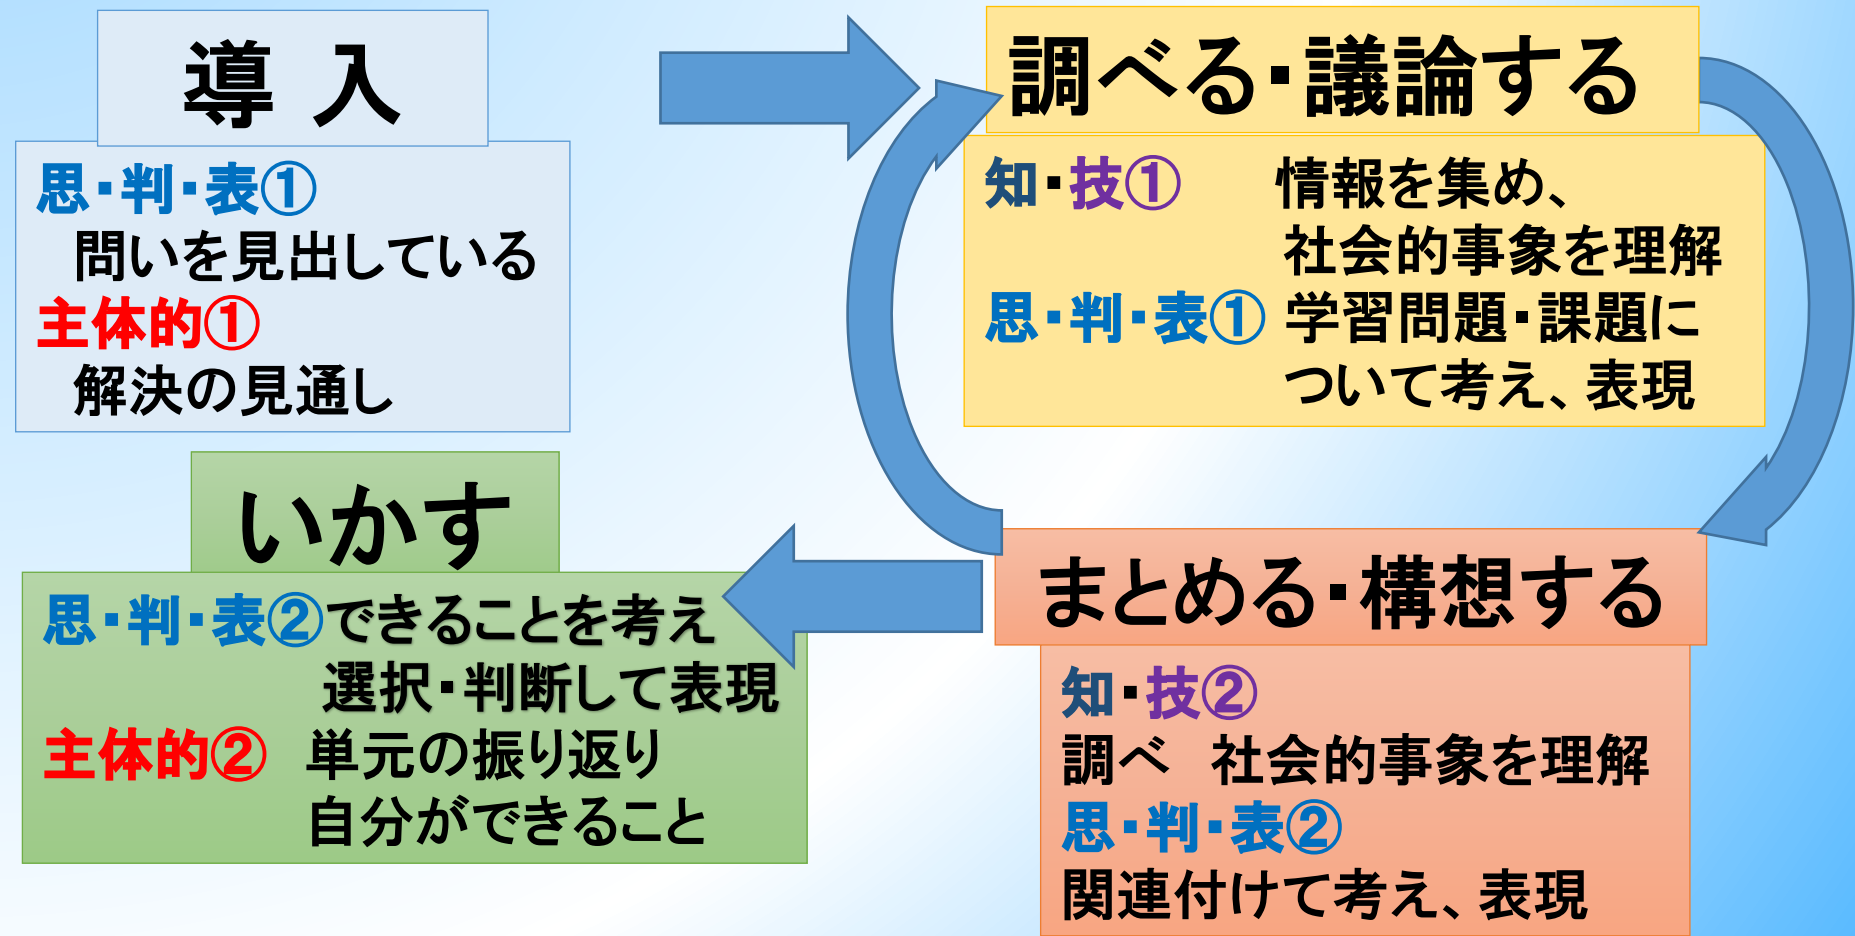 導 入
思・判・表①
問いを見出している
主体的①
解決の見通し
調べる・議論する
知・技① 情報を集め、
社会的事象を理解
思・判・表① 学習問題・課題に
ついて考え、表現
まとめる・構想する
知・技②
調べ 社会的事象を理解
思・判・表②
関連付けて考え、表現
いかす
思・判・表②できることを考え
選択・判断して表現
主体的② 単元の振り返り
自分ができること